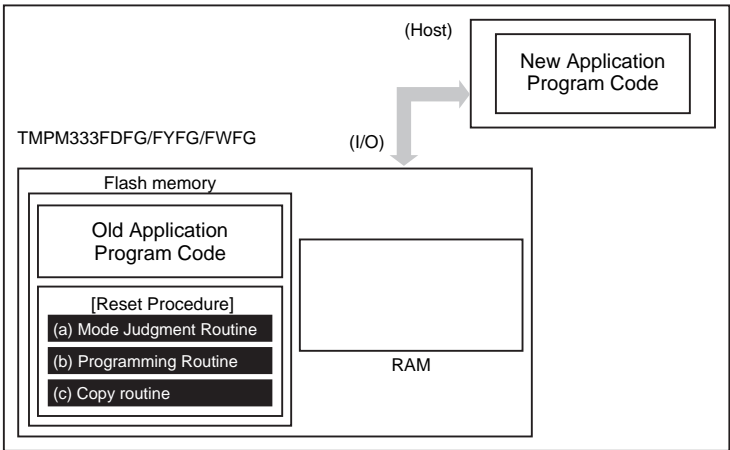 (Host)
New Application
Program Code
TMPM333FDFG/FYFG/FWFG
(I/O)
Flash memory
Old Application
Program Code
[Reset Procedure]
(a) Mode Judgment Routine
(b) Programming Routine
(c) Copy routine
RAM